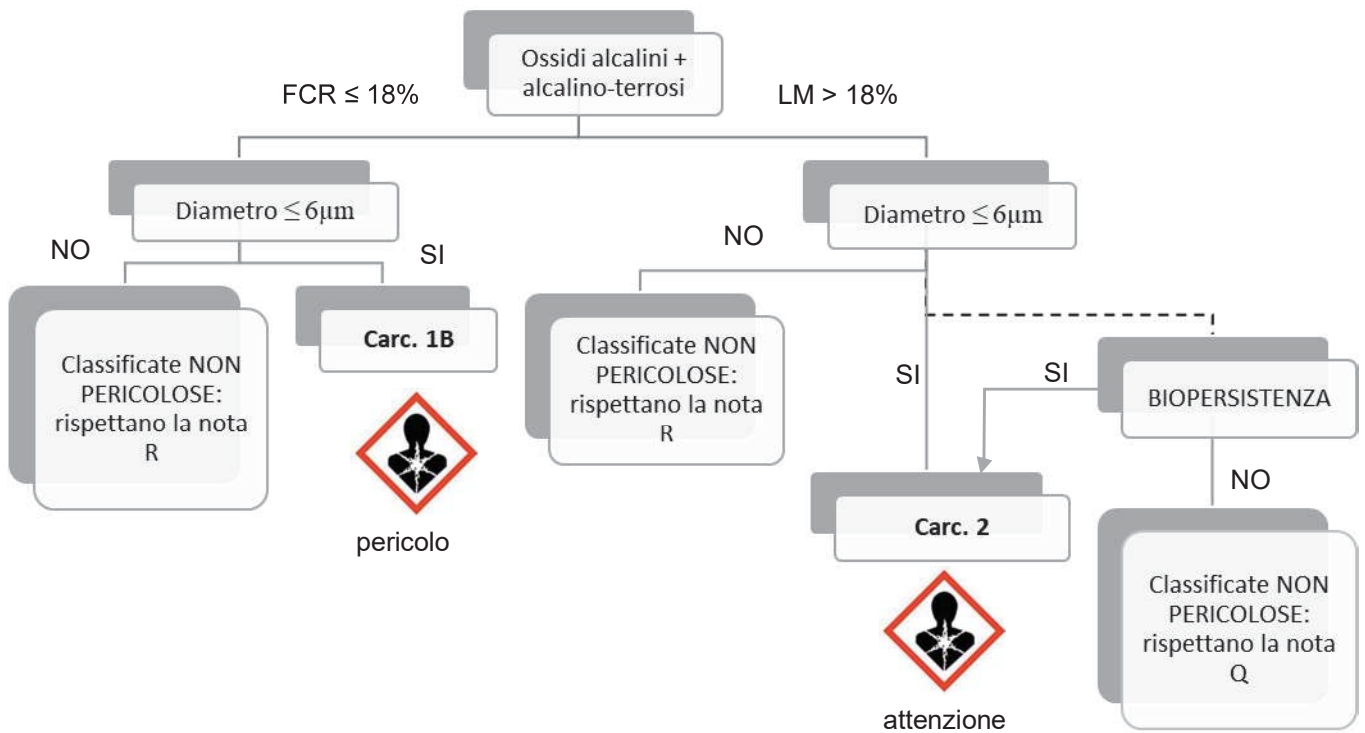 Ossidi alcalini +
alcalino-terrosi
FCR ≤ 18%
LM > 18%
Diametro ≤ 6μm
Diametro ≤ 6μm
NO
SI
NO
Classificate NON
PERICOLOSE:
rispettano la nota
R
Carc. 1B
pericolo
Classificate NON
PERICOLOSE:
rispettano la nota
R
SI
SI
BIOPERSISTENZA
NO
Carc. 2
attenzione
Classificate NON
PERICOLOSE:
rispettano la nota
Q